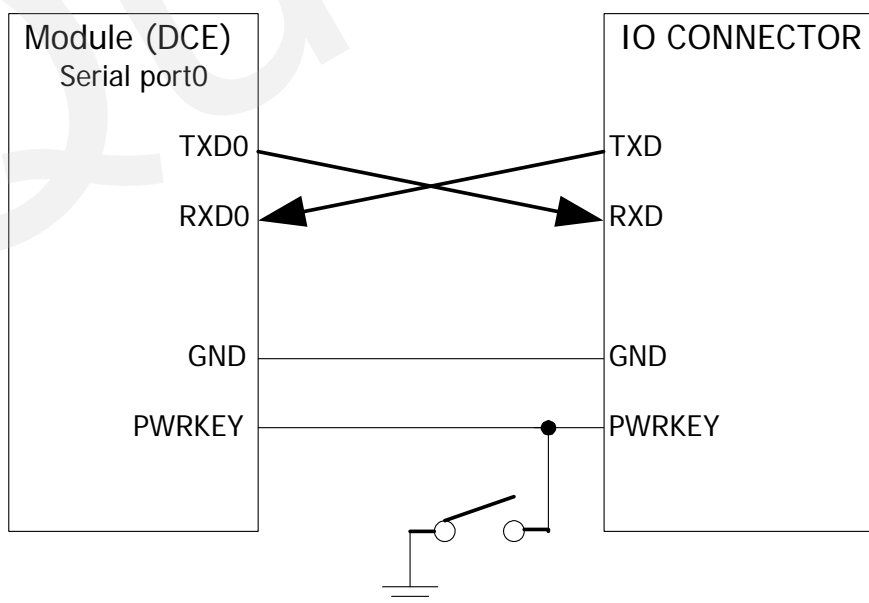 Module (DCE)
Serial port0
TXD0
RXD0
GND
PWRKEY
IO CONNECTOR
TXD
RXD
GND
PWRKEY